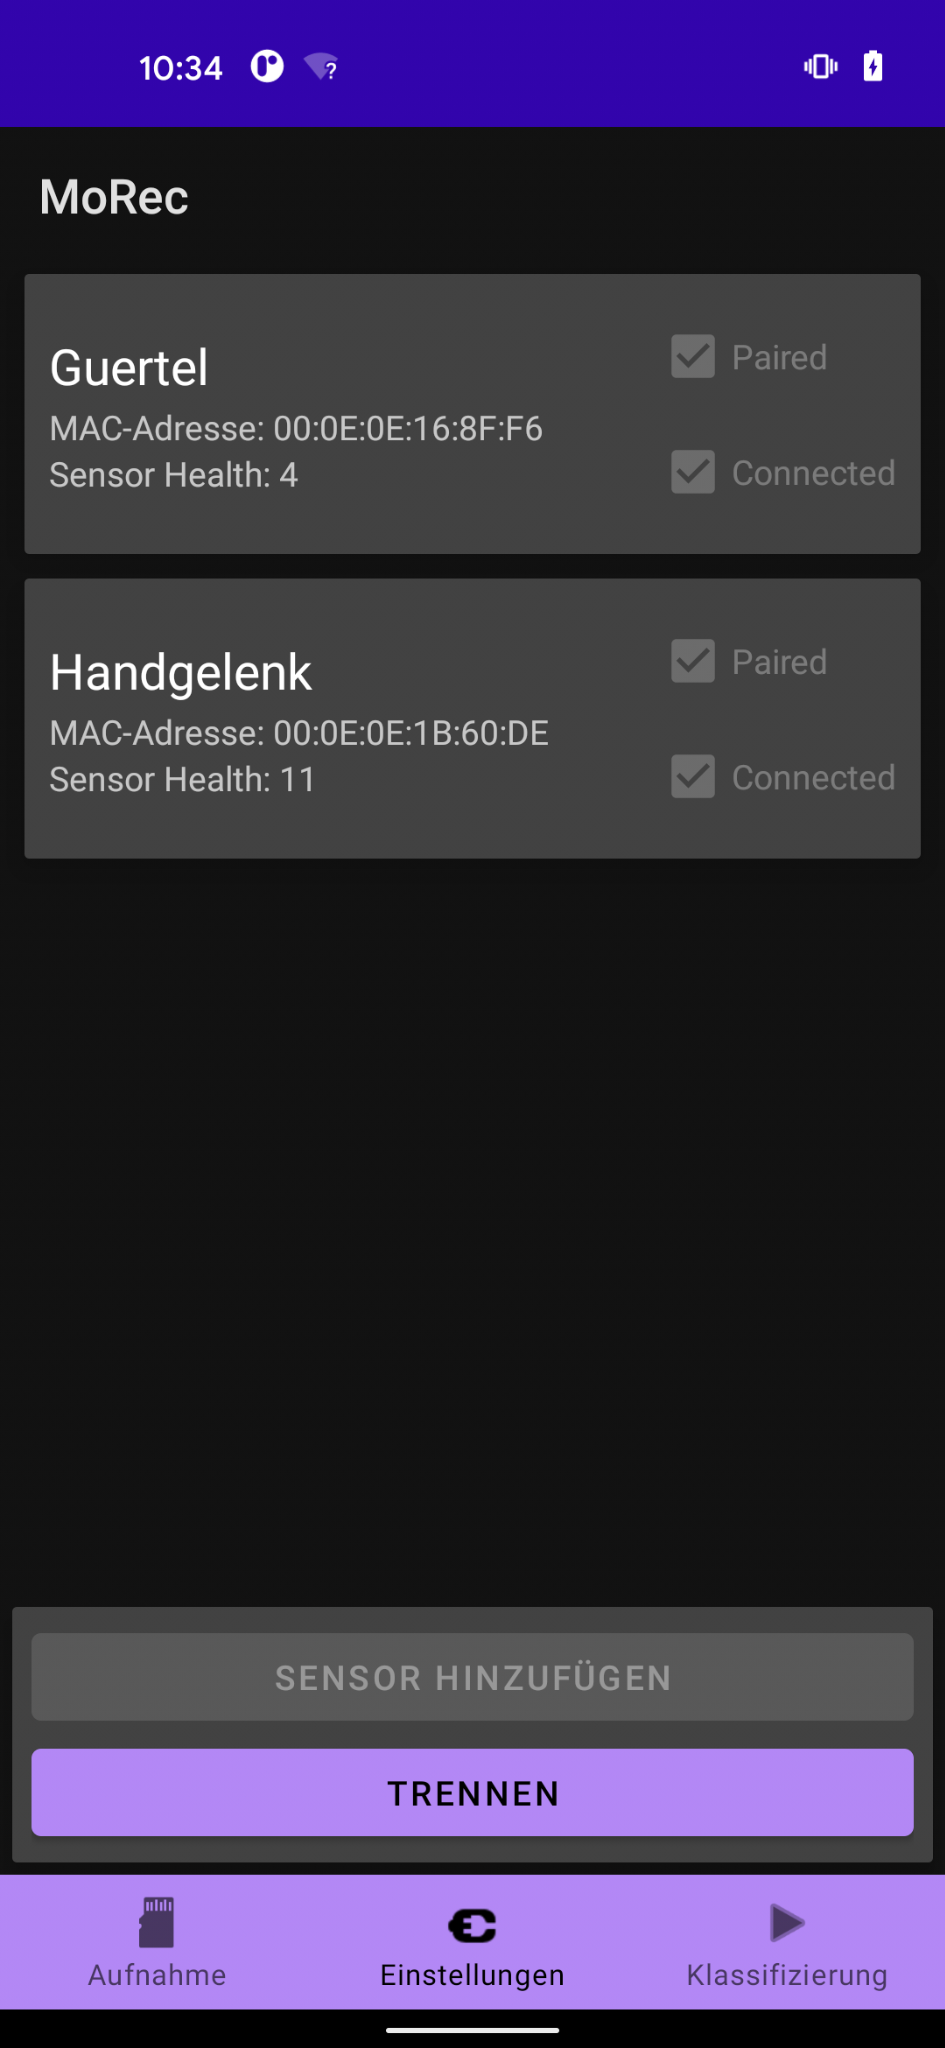 10:34
MoRec
Guertel
MAC-Adresse: 00:0E:0E:16:8F:F6
Sensor Health: 4
Paired
Connected
Handgelenk
MAC-Adresse: 00:0E:0E:1B:60:DE
Sensor Health: 11
Paired
Connected
SENSOR HINZUFÜGEN
TRENNEN
Aufnahme
Einstellungen
Klassifizierung